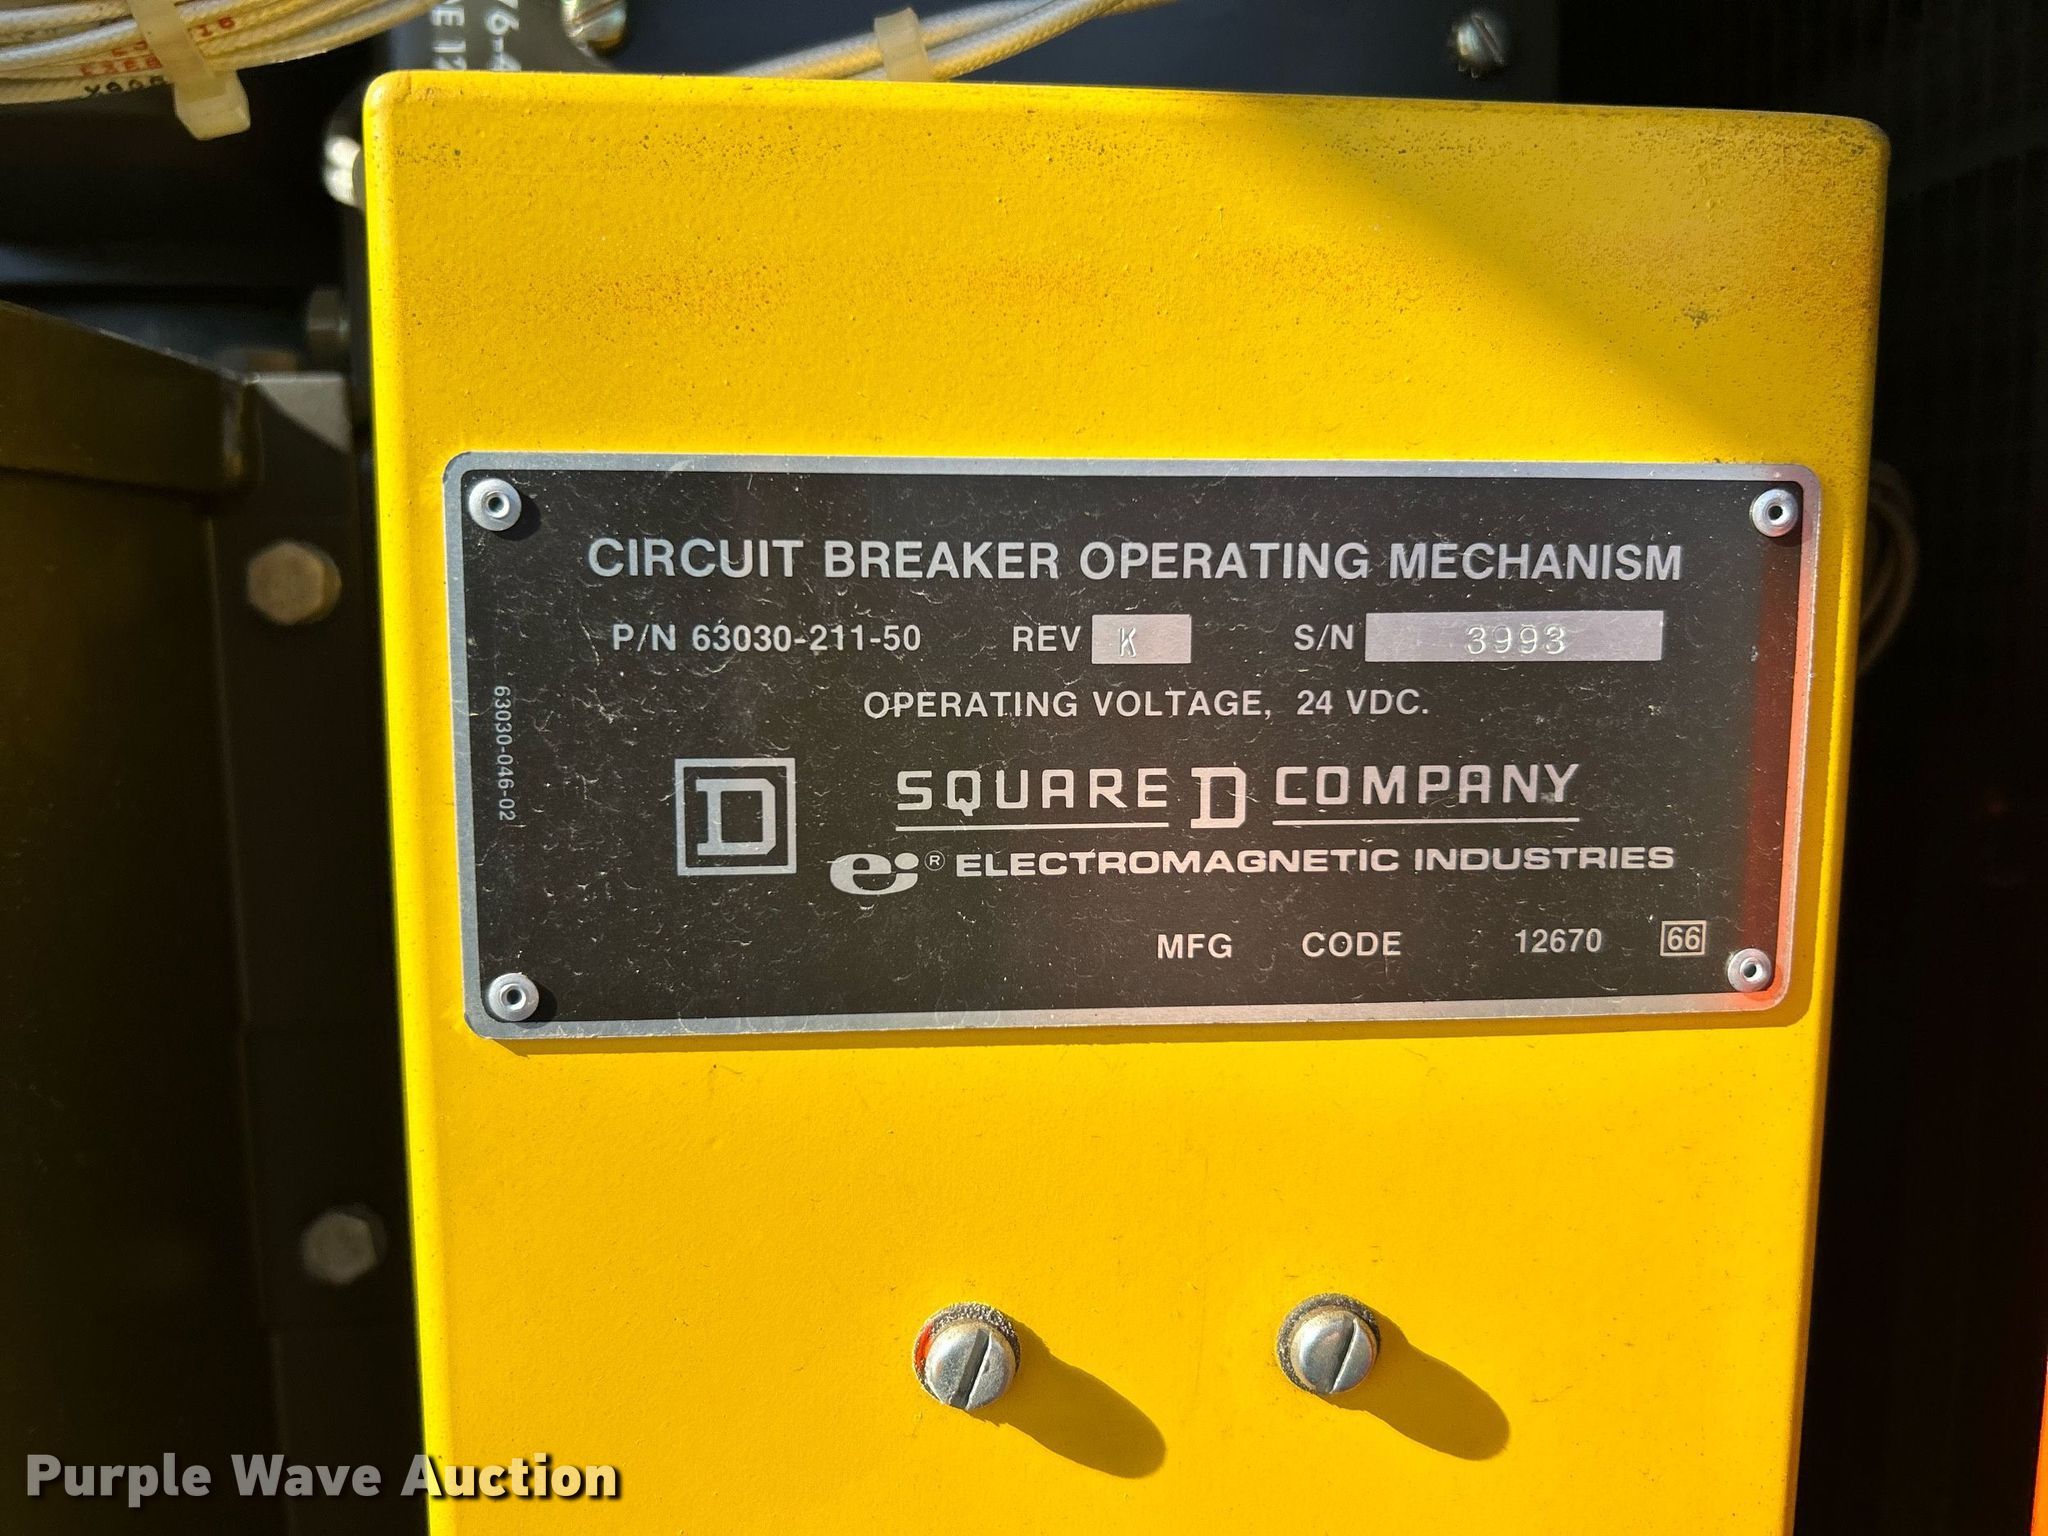 CIRCUIT BREAKER OPERATING MECHANISM
P/N 63030-211-50 REV K S/N 3993
OPERATING VOLTAGE, 24 VDC.
63030-046-02
D SQUARE D COMPANY
ei ® ELECTROMAGNETIC INDUSTRIES
MFG CODE 12670 66
Purple Wave Auction